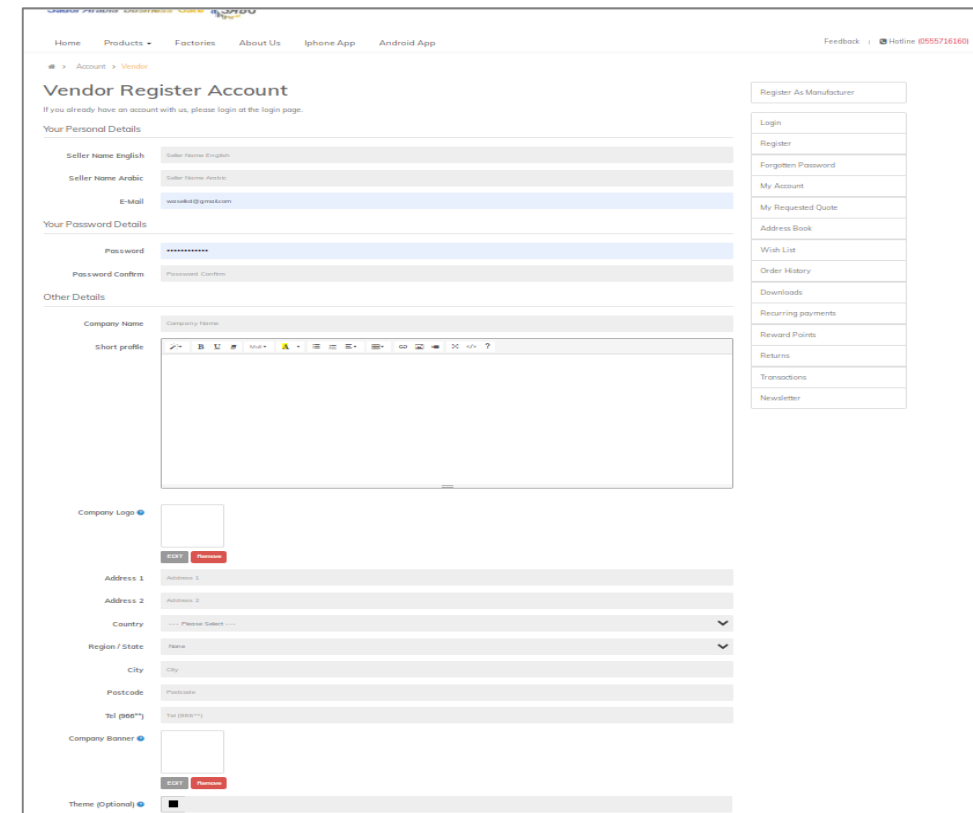 Saudi Arabia Business Gate SABG
Home Products Factories About Us Iphone App Android App Feedback | Hotline (0555716160)
> Account > Vendor
Vendor Register Account
If you already have an account with us, please login at the login page.
Your Personal Details
Seller Name English Seller Name English
Seller Name Arabic Seller Name Arabic
E-Mail
Your Password Details
Password ••••••••••••
Password Confirm Password Confirm
Other Details
Company Name Company Name
Short profile
B U A </> ?
Company Logo
EDIT Remove
Address 1 Address 1
Address 2 Address 2
Country --- Please Select ---
Region / State None
City City
Postcode Postcode
Tel (966**) Tel (966**)
Company Banner
EDIT Remove
Theme (Optional)
Register As Manufacturer
Login
Register
Forgotten Password
My Account
My Requested Quote
Address Book
Wish List
Order History
Downloads
Recurring payments
Reward Points
Returns
Transactions
Newsletter